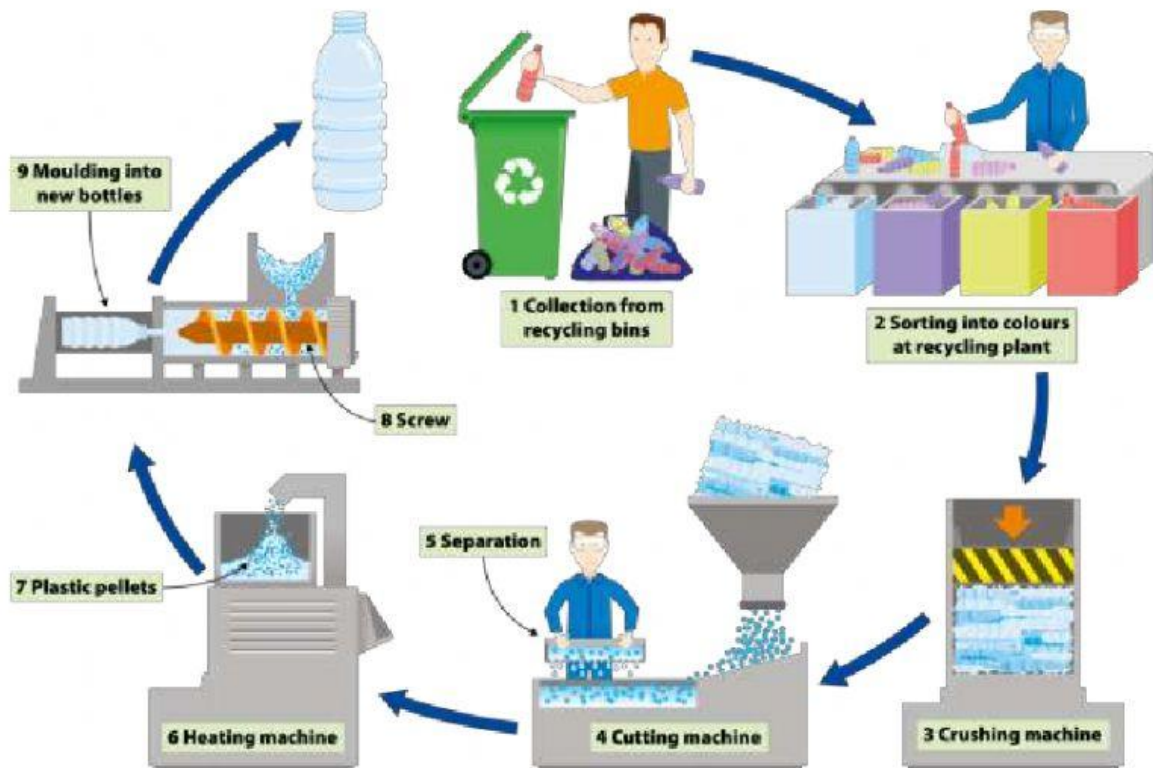 1 Collection from
recycling bins
2 Sorting into colours
at recycling plant
3 Crushing machine
4 Cutting machine
5 Separation
6 Heating machine
7 Plastic pellets
8 Screw
9 Moulding into
new bottles